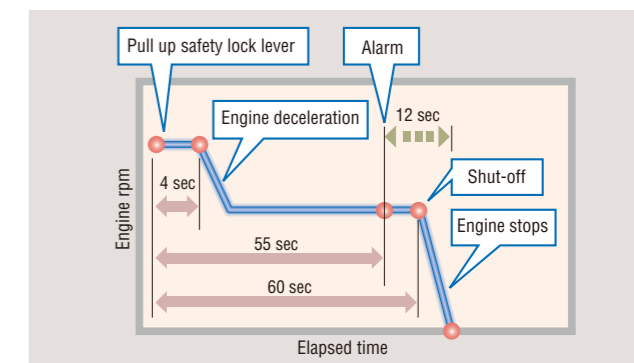 Pull up safety lock lever
Alarm
Engine deceleration
12 sec
4 sec
Shut-off
Engine stops
55 sec
60 sec
Engine rpm
Elapsed time